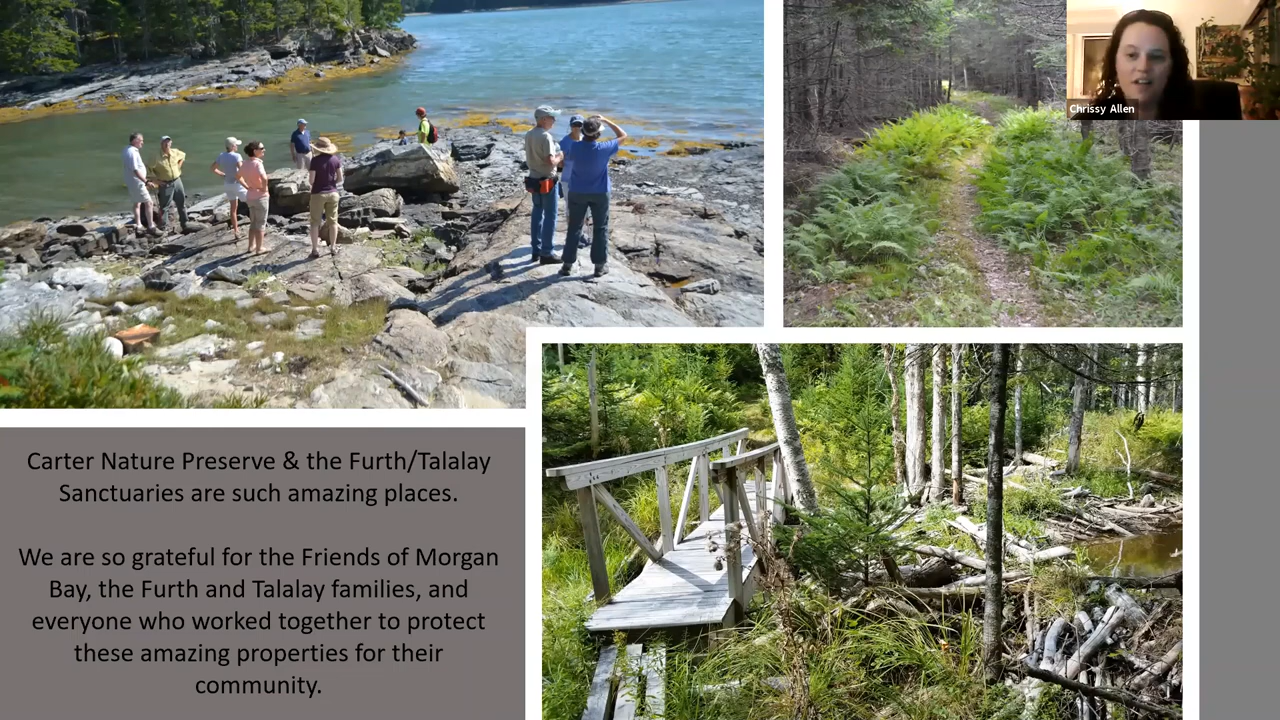 Chrissy Allen
Carter Nature Preserve & the Furth/Talalay
Sanctuaries are such amazing places.
We are so grateful for the Friends of Morgan
Bay, the Furth and Talalay families, and
everyone who worked together to protect
these amazing properties for their
community.